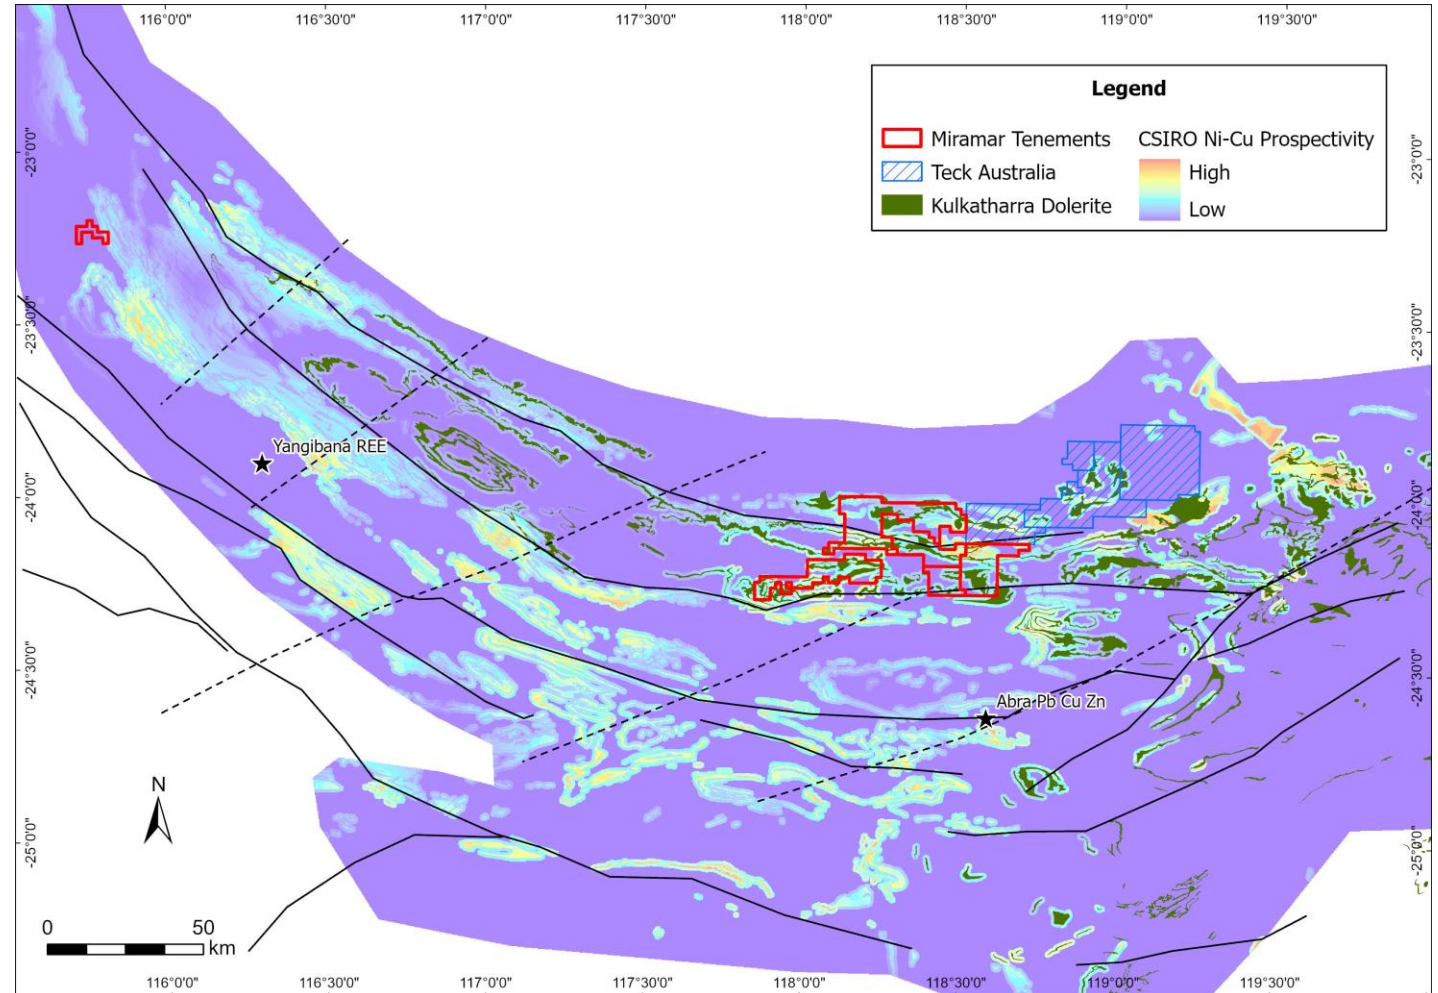 116°0'0" 116°30'0" 117°0'0" 117°30'0" 118°0'0" 118°30'0" 119°0'0" 119°30'0"
Legend
Miramar Tenements
Teck Australia
Kulkatharra Dolerite
CSIRO Ni-Cu Prospectivity
High
Low
-23°0'0"
-23°0'0"
-23°30'0"
-23°30'0"
Yangibana REE
-24°0'0"
-24°0'0"
-24°30'0"
-24°30'0"
Abra Pb Cu Zn
N
-25°0'0"
-25°0'0"
0 50
km
116°0'0" 116°30'0" 117°0'0" 117°30'0" 118°0'0" 118°30'0" 119°0'0" 119°30'0"